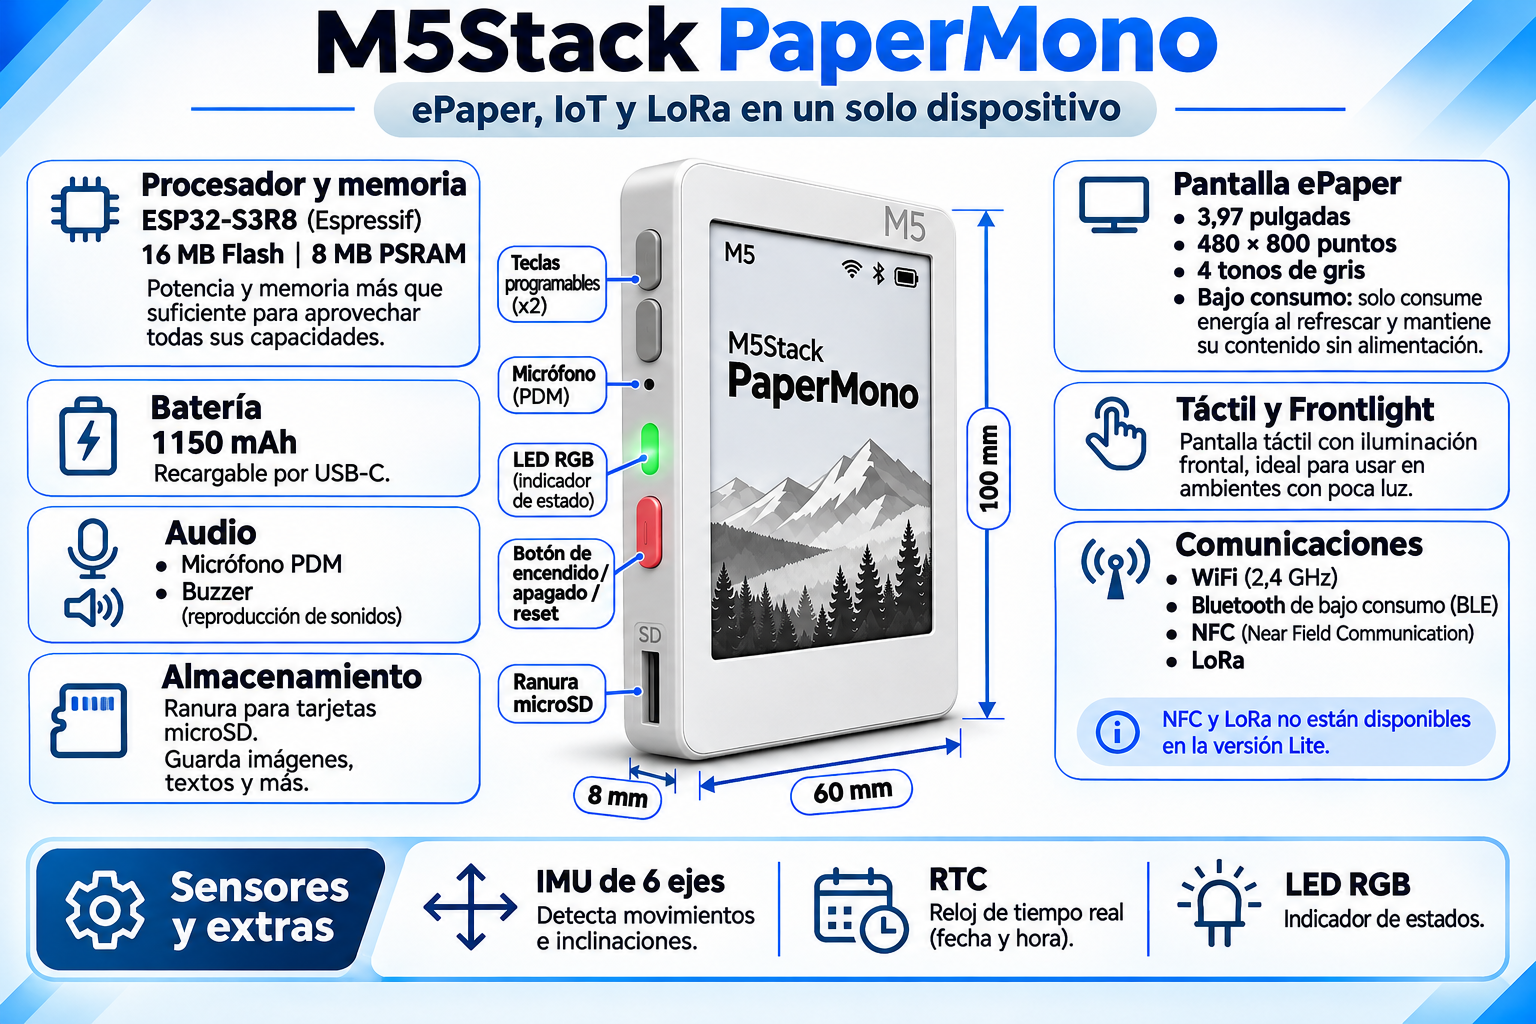 M5Stack PaperMono
ePaper, IoT y LoRa en un solo dispositivo
Procesador y memoria
ESP32-S3R8 (Espressif)
16 MB Flash | 8 MB PSRAM
Potencia y memoria más que
suficiente para aprovechar
todas sus capacidades.
Batería
1150 mAh
Recargable por USB-C.
Audio
• Micrófono PDM
• Buzzer
(reproducción de sonidos)
Almacenamiento
Ranura para tarjetas
microSD.
Guarda imágenes,
textos y más.
Teclas
programables
(x2)
Micrófono
(PDM)
LED RGB
(indicador
de estado)
Botón de
encendido/
apagado /
reset
Ranura
microSD
SD
M5
M5
M5Stack
PaperMono
100 mm
8 mm
60 mm
Pantalla ePaper
• 3,97 pulgadas
• 480 × 800 puntos
• 4 tonos de gris
• Bajo consumo: solo consume
energía al refrescar y mantiene
su contenido sin alimentación.
Táctil y Frontlight
Pantalla táctil con iluminación
frontal, ideal para usar en
ambientes con poca luz.
Comunicaciones
• WiFi (2,4 GHz)
• Bluetooth de bajo consumo (BLE)
• NFC (Near Field Communication)
• LoRa
NFC y LoRa no están disponibles
en la versión Lite.
Sensores
y extras
IMU de 6 ejes
Detecta movimientos
e inclinaciones.
RTC
Reloj de tiempo real
(fecha y hora).
LED RGB
Indicador de estados.